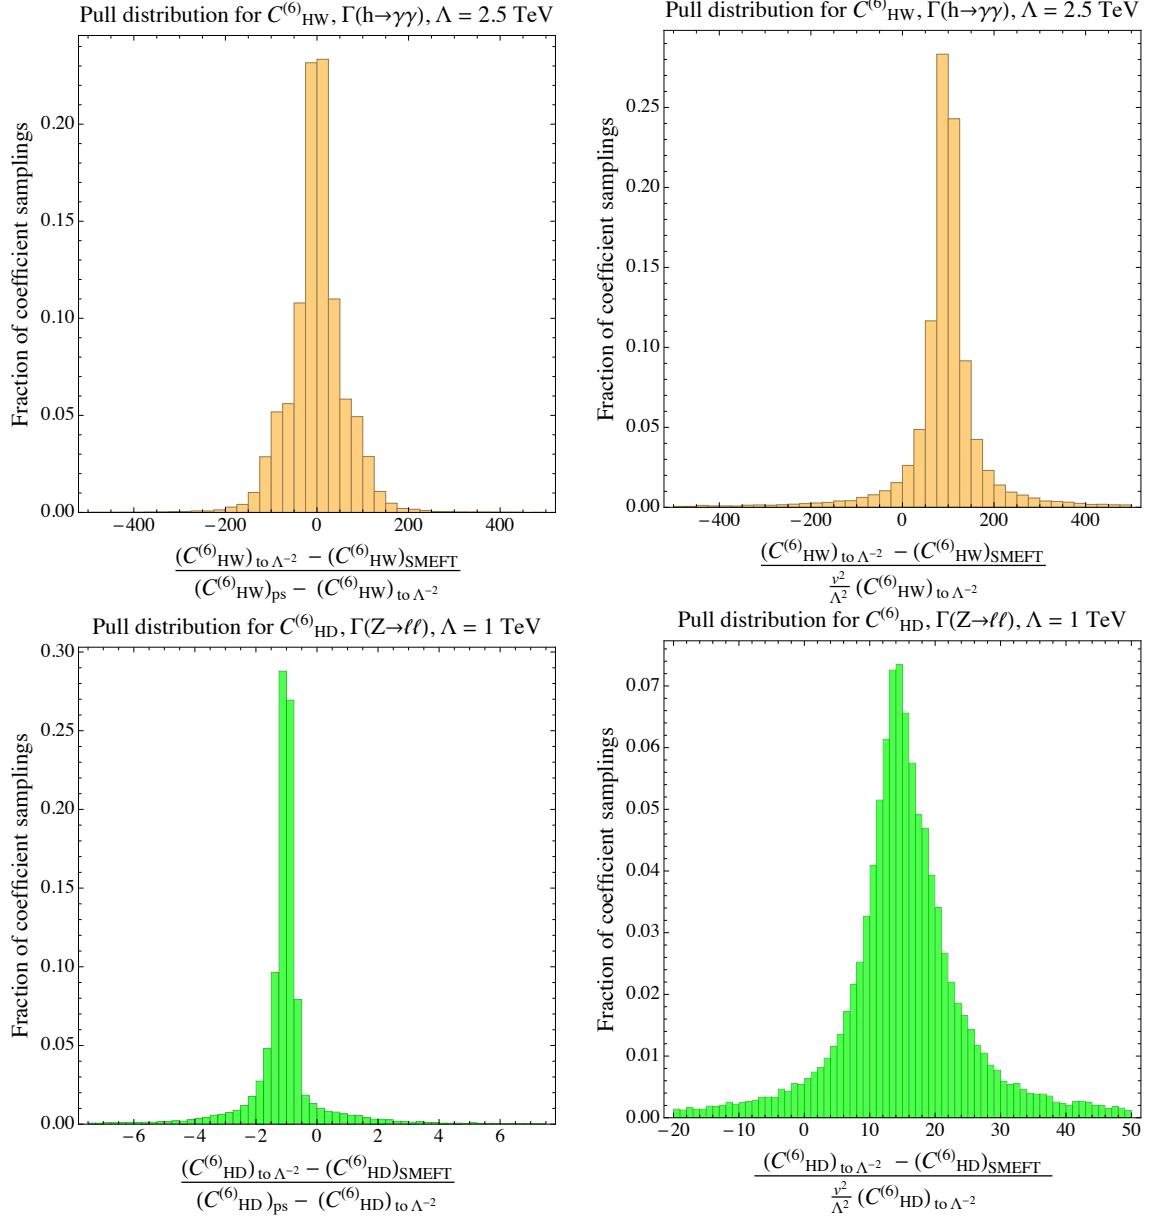 Pull distribution for C⁽⁶⁾HW, Γ(h→γγ), Λ = 2.5 TeV
Fraction of coefficient samplings
0.20
0.15
0.10
0.05
0.00
−400 −200 0 200 400
(C⁽⁶⁾HW) to Λ⁻² − (C⁽⁶⁾HW)SMEFT
(C⁽⁶⁾HW)ps − (C⁽⁶⁾HW) to Λ⁻²
Pull distribution for C⁽⁶⁾HW, Γ(h→γγ), Λ = 2.5 TeV
Fraction of coefficient samplings
0.25
0.20
0.15
0.10
0.05
0.00
−400 −200 0 200 400
(C⁽⁶⁾HW) to Λ⁻² − (C⁽⁶⁾HW)SMEFT
v²/Λ² (C⁽⁶⁾HW) to Λ⁻²
Pull distribution for C⁽⁶⁾HD, Γ(Z→ℓℓ), Λ = 1 TeV
Fraction of coefficient samplings
0.30
0.25
0.20
0.15
0.10
0.05
0.00
−6 −4 −2 0 2 4 6
(C⁽⁶⁾HD) to Λ⁻² − (C⁽⁶⁾HD)SMEFT
(C⁽⁶⁾HD)ps − (C⁽⁶⁾HD) to Λ⁻²
Pull distribution for C⁽⁶⁾HD, Γ(Z→ℓℓ), Λ = 1 TeV
Fraction of coefficient samplings
0.07
0.06
0.05
0.04
0.03
0.02
0.01
0.00
−20 −10 0 10 20 30 40 50
(C⁽⁶⁾HD) to Λ⁻² − (C⁽⁶⁾HD)SMEFT
v²/Λ² (C⁽⁶⁾HD) to Λ⁻²